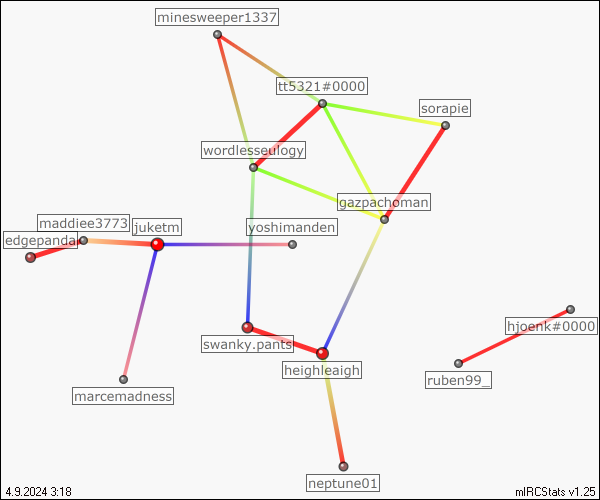 minesweeper1337
tt5321#0000
sorapie
wordlesseulogy
gazpachoman
maddiee3773
juketm
yoshimanden
edgepanda
hjoenk#0000
swanky.pants
heighleaigh
ruben99_
marcemadness
neptune01
4.9.2024 3:18
mIRCStats v1.25